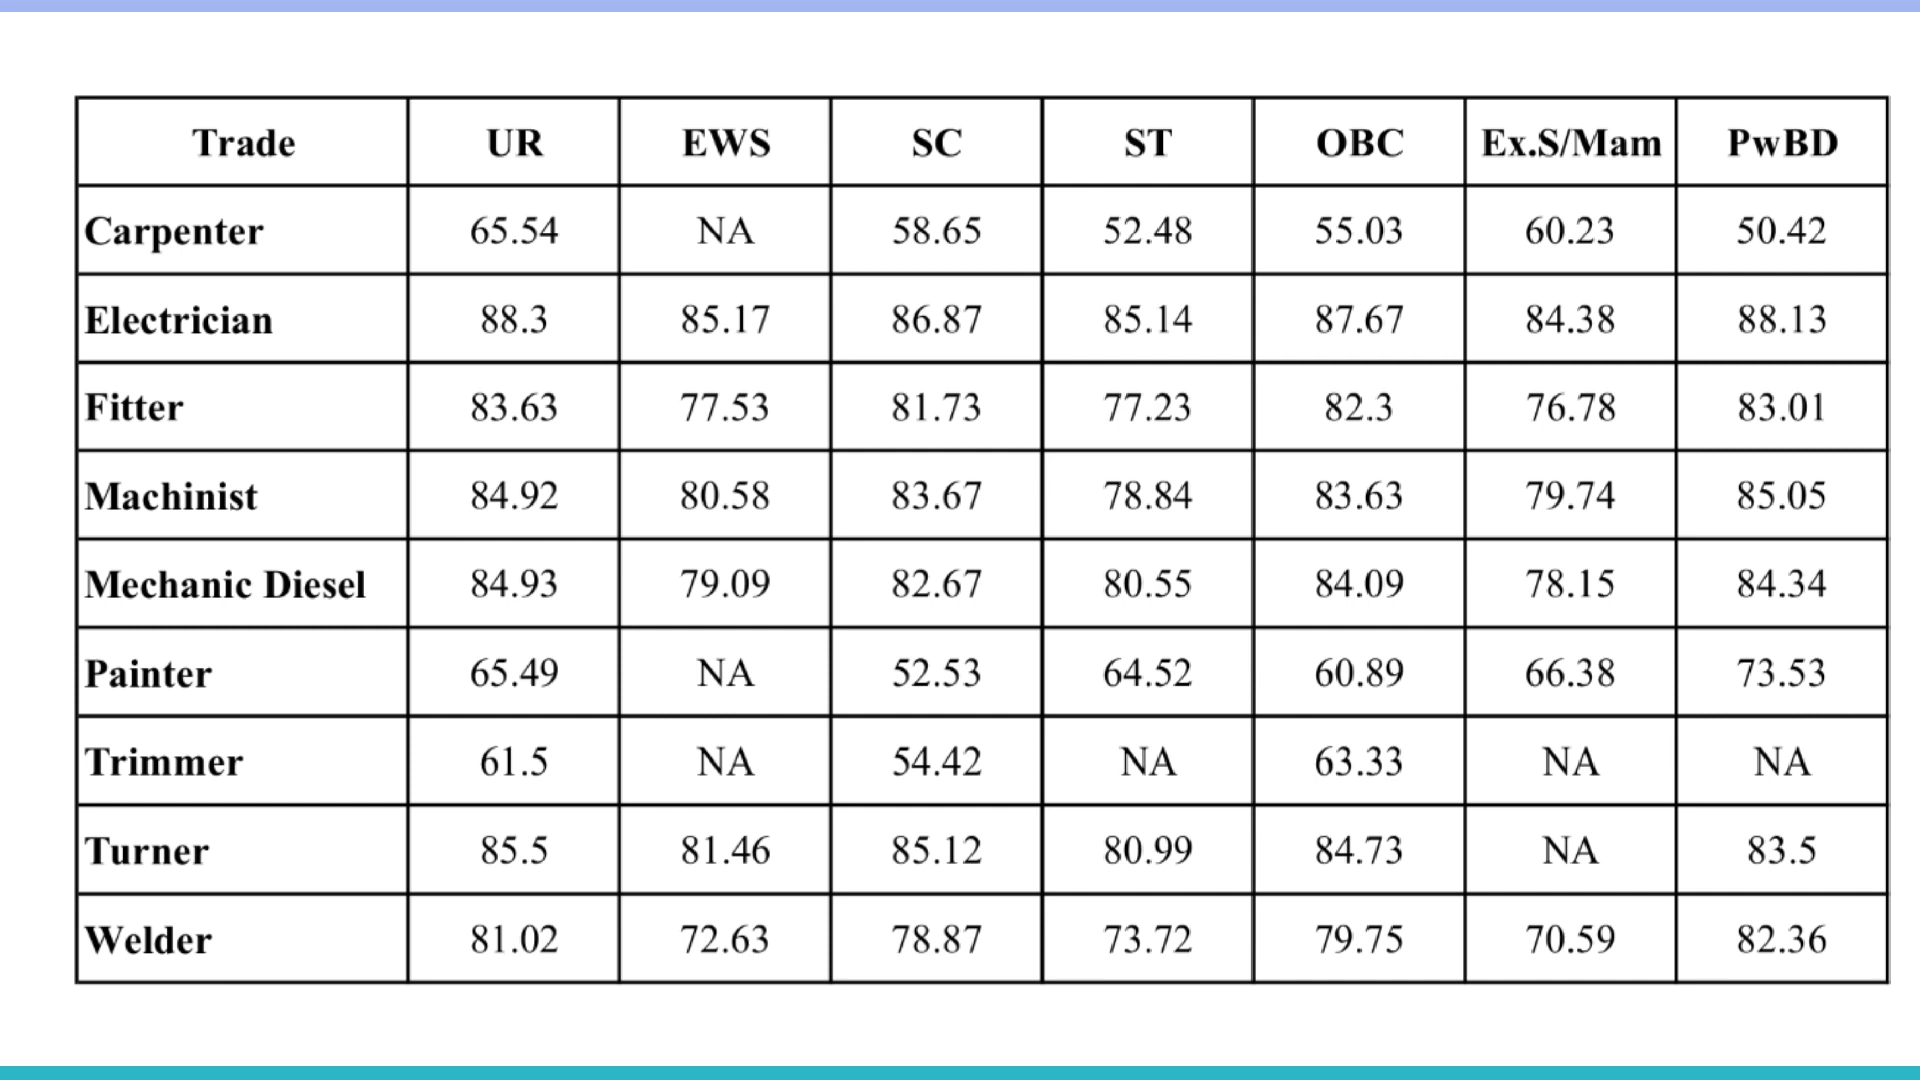 Trade UR EWS SC ST OBC Ex.S/Mam PwBD
Carpenter 65.54 NA 58.65 52.48 55.03 60.23 50.42
Electrician 88.3 85.17 86.87 85.14 87.67 84.38 88.13
Fitter 83.63 77.53 81.73 77.23 82.3 76.78 83.01
Machinist 84.92 80.58 83.67 78.84 83.63 79.74 85.05
Mechanic Diesel 84.93 79.09 82.67 80.55 84.09 78.15 84.34
Painter 65.49 NA 52.53 64.52 60.89 66.38 73.53
Trimmer 61.5 NA 54.42 NA 63.33 NA NA
Turner 85.5 81.46 85.12 80.99 84.73 NA 83.5
Welder 81.02 72.63 78.87 73.72 79.75 70.59 82.36